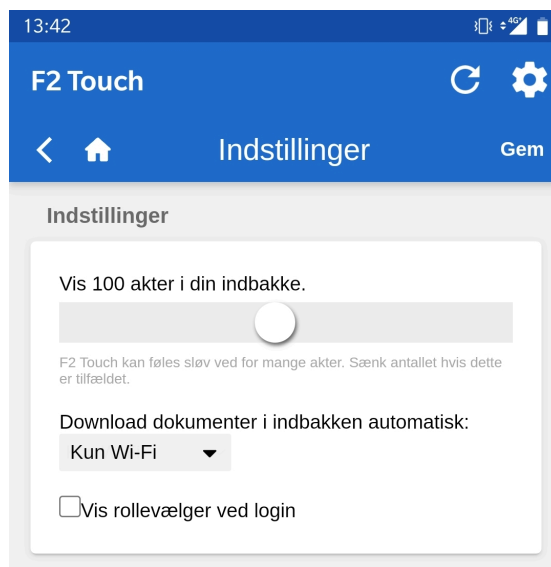 13:42
4G+
F2 Touch
Indstillinger
Gem
Indstillinger
Vis 100 akter i din indbakke.
F2 Touch kan føles sløv ved for mange akter. Sænk antallet hvis dette
er tilfældet.
Download dokumenter i indbakken automatisk:
Kun Wi-Fi
Vis rollevælger ved login